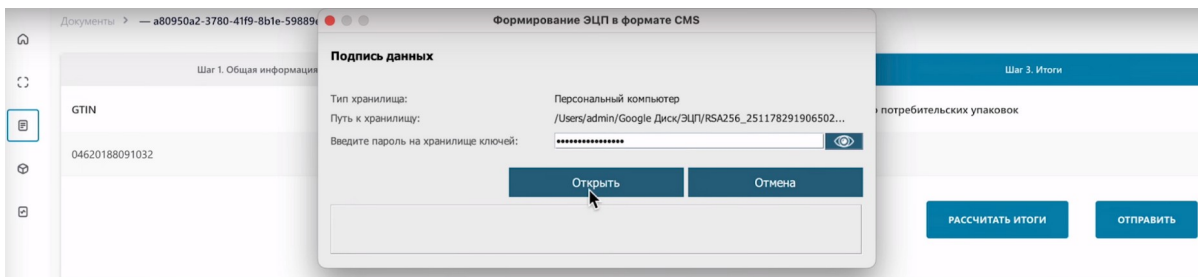 Документы > — a80950a2-3780-41f9-8b1e-59889
Формирование ЭЦП в формате CMS
Подпись данных
Шаг 1. Общая информация
Шаг 3. Итоги
Тип хранилища: Персональный компьютер
GTIN
потребительских упаковок
Путь к хранилищу: /Users/admin/Google Диск/ЭЦП/RSA256_251178291906502...
Введите пароль на хранилище ключей: ••••••••••••••••
04620188091032
Открыть
Отмена
РАССЧИТАТЬ ИТОГИ
ОТПРАВИТЬ